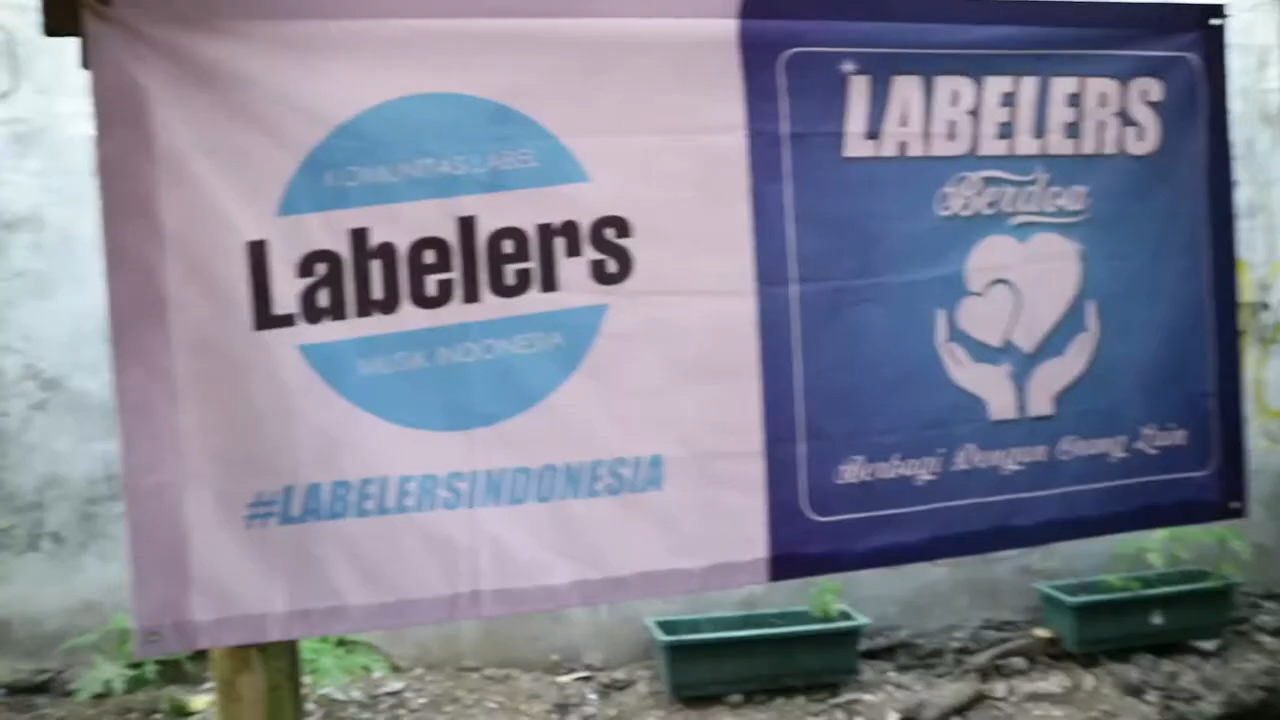 KOMUNITAS LABEL
Labelers
MUSIK INDONESIA
#LABELERSINDONESIA
LABELERS
Berdoa
Berbagi Dengan Orang Lain